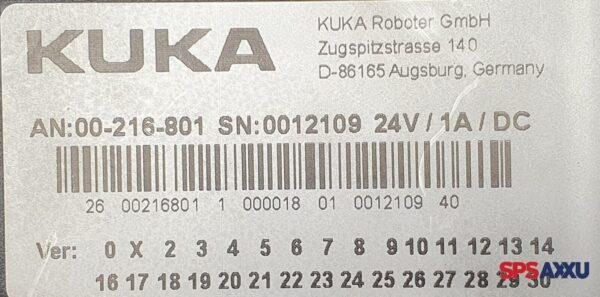 KUKA
KUKA Roboter GmbH
Zugspitzstrasse 140
D-86165 Augsburg, Germany
AN:00-216-801 SN:0012109 24V / 1A / DC
26 00216801 1 000018 01 0012109 40
Ver: 0 X 2 3 4 5 6 7 8 9 10 11 12 13 14
16 17 18 19 20 21 22 23 24 25 26 27 28 29 30
SPS AXXU